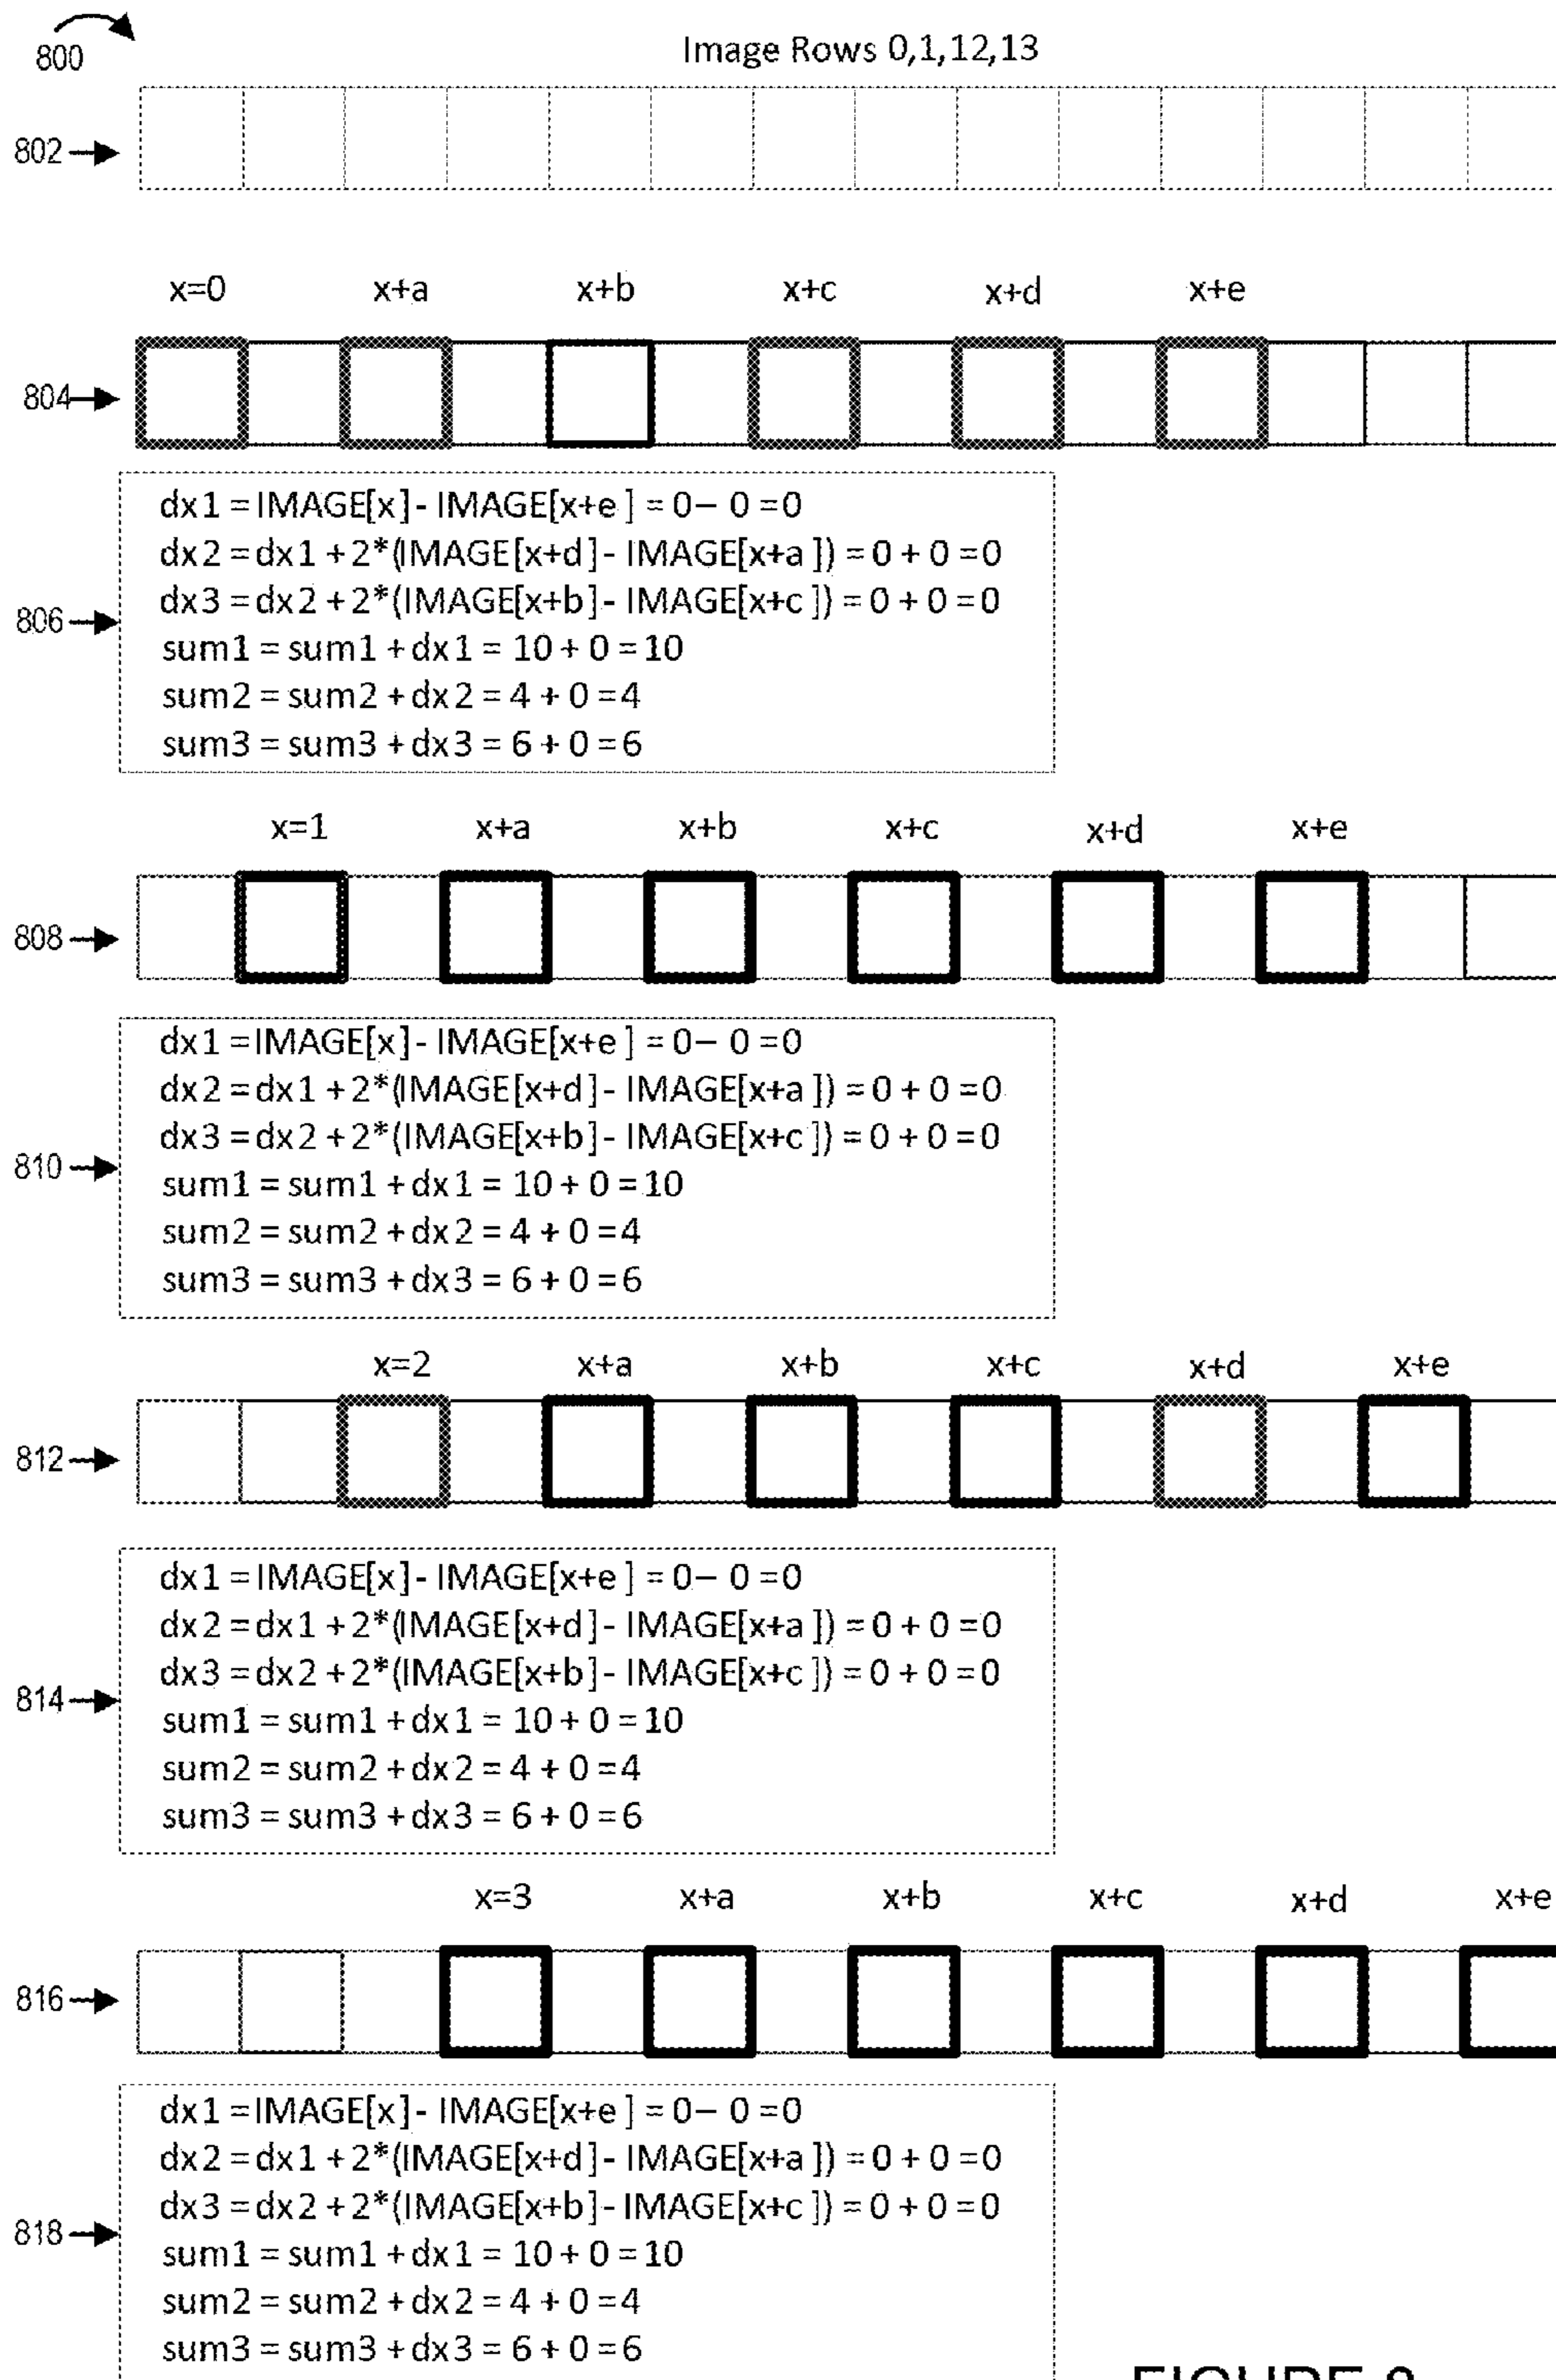 800
Image Rows 0,1,12,13
802
x=0 x+a x+b x+c x+d x+e
804
dx1 = IMAGE[x] - IMAGE[x+e ] = 0 – 0 = 0
dx2 = dx1 + 2*(IMAGE[x+d] - IMAGE[x+a ]) = 0 + 0 = 0
dx3 = dx2 + 2*(IMAGE[x+b] - IMAGE[x+c ]) = 0 + 0 = 0
806
sum1 = sum1 + dx1 = 10 + 0 = 10
sum2 = sum2 + dx2 = 4 + 0 = 4
sum3 = sum3 + dx3 = 6 + 0 = 6
x=1 x+a x+b x+c x+d x+e
808
dx1 = IMAGE[x] - IMAGE[x+e ] = 0 – 0 = 0
dx2 = dx1 + 2*(IMAGE[x+d] - IMAGE[x+a ]) = 0 + 0 = 0
dx3 = dx2 + 2*(IMAGE[x+b] - IMAGE[x+c ]) = 0 + 0 = 0
810
sum1 = sum1 + dx1 = 10 + 0 = 10
sum2 = sum2 + dx2 = 4 + 0 = 4
sum3 = sum3 + dx3 = 6 + 0 = 6
x=2 x+a x+b x+c x+d x+e
812
dx1 = IMAGE[x] - IMAGE[x+e ] = 0 – 0 = 0
dx2 = dx1 + 2*(IMAGE[x+d] - IMAGE[x+a ]) = 0 + 0 = 0
dx3 = dx2 + 2*(IMAGE[x+b] - IMAGE[x+c ]) = 0 + 0 = 0
814
sum1 = sum1 + dx1 = 10 + 0 = 10
sum2 = sum2 + dx2 = 4 + 0 = 4
sum3 = sum3 + dx3 = 6 + 0 = 6
x=3 x+a x+b x+c x+d x+e
816
dx1 = IMAGE[x] - IMAGE[x+e ] = 0 – 0 = 0
dx2 = dx1 + 2*(IMAGE[x+d] - IMAGE[x+a ]) = 0 + 0 = 0
dx3 = dx2 + 2*(IMAGE[x+b] - IMAGE[x+c ]) = 0 + 0 = 0
818
sum1 = sum1 + dx1 = 10 + 0 = 10
sum2 = sum2 + dx2 = 4 + 0 = 4
sum3 = sum3 + dx3 = 6 + 0 = 6